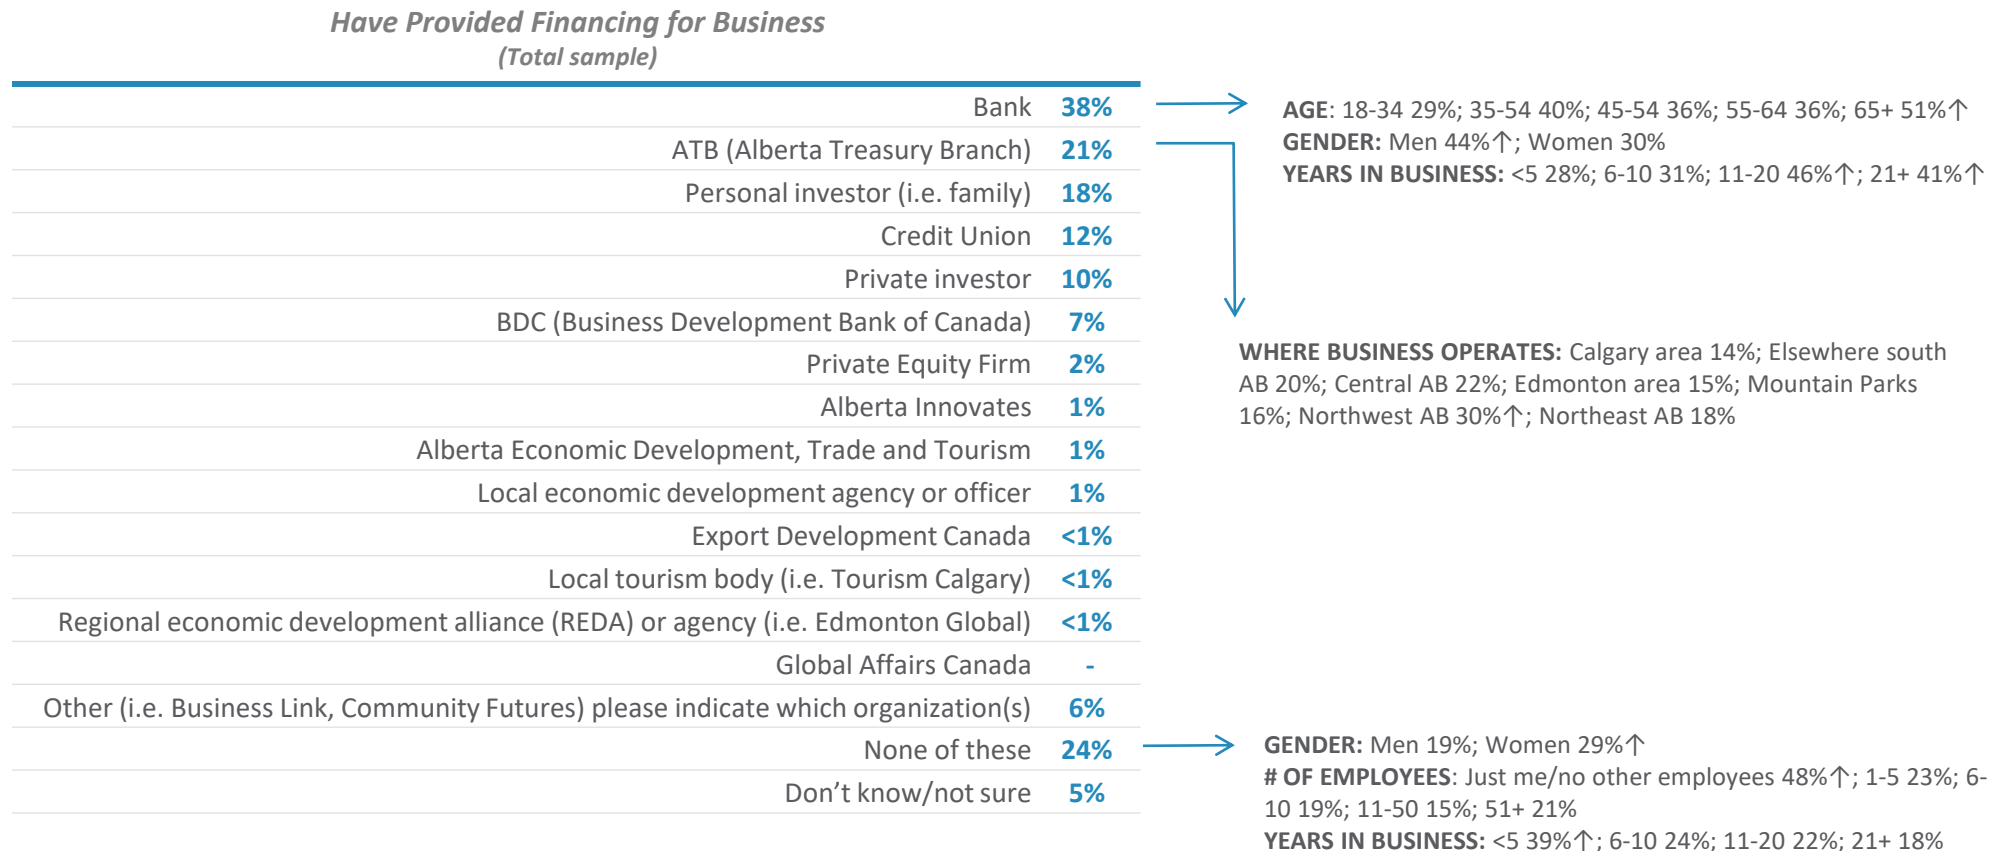 Have Provided Financing for Business
(Total sample)
Bank 38%
ATB (Alberta Treasury Branch) 21%
Personal investor (i.e. family) 18%
Credit Union 12%
Private investor 10%
BDC (Business Development Bank of Canada) 7%
Private Equity Firm 2%
Alberta Innovates 1%
Alberta Economic Development, Trade and Tourism 1%
Local economic development agency or officer 1%
Export Development Canada <1%
Local tourism body (i.e. Tourism Calgary) <1%
Regional economic development alliance (REDA) or agency (i.e. Edmonton Global) <1%
Global Affairs Canada -
Other (i.e. Business Link, Community Futures) please indicate which organization(s) 6%
None of these 24%
Don't know/not sure 5%
AGE: 18-34 29%; 35-54 40%; 45-54 36%; 55-64 36%; 65+ 51%↑
GENDER: Men 44%↑; Women 30%
YEARS IN BUSINESS: <5 28%; 6-10 31%; 11-20 46%↑; 21+ 41%↑
WHERE BUSINESS OPERATES: Calgary area 14%; Elsewhere south
AB 20%; Central AB 22%; Edmonton area 15%; Mountain Parks
16%; Northwest AB 30%↑; Northeast AB 18%
GENDER: Men 19%; Women 29%↑
# OF EMPLOYEES: Just me/no other employees 48%↑; 1-5 23%; 6-
10 19%; 11-50 15%; 51+ 21%
YEARS IN BUSINESS: <5 39%↑; 6-10 24%; 11-20 22%; 21+ 18%